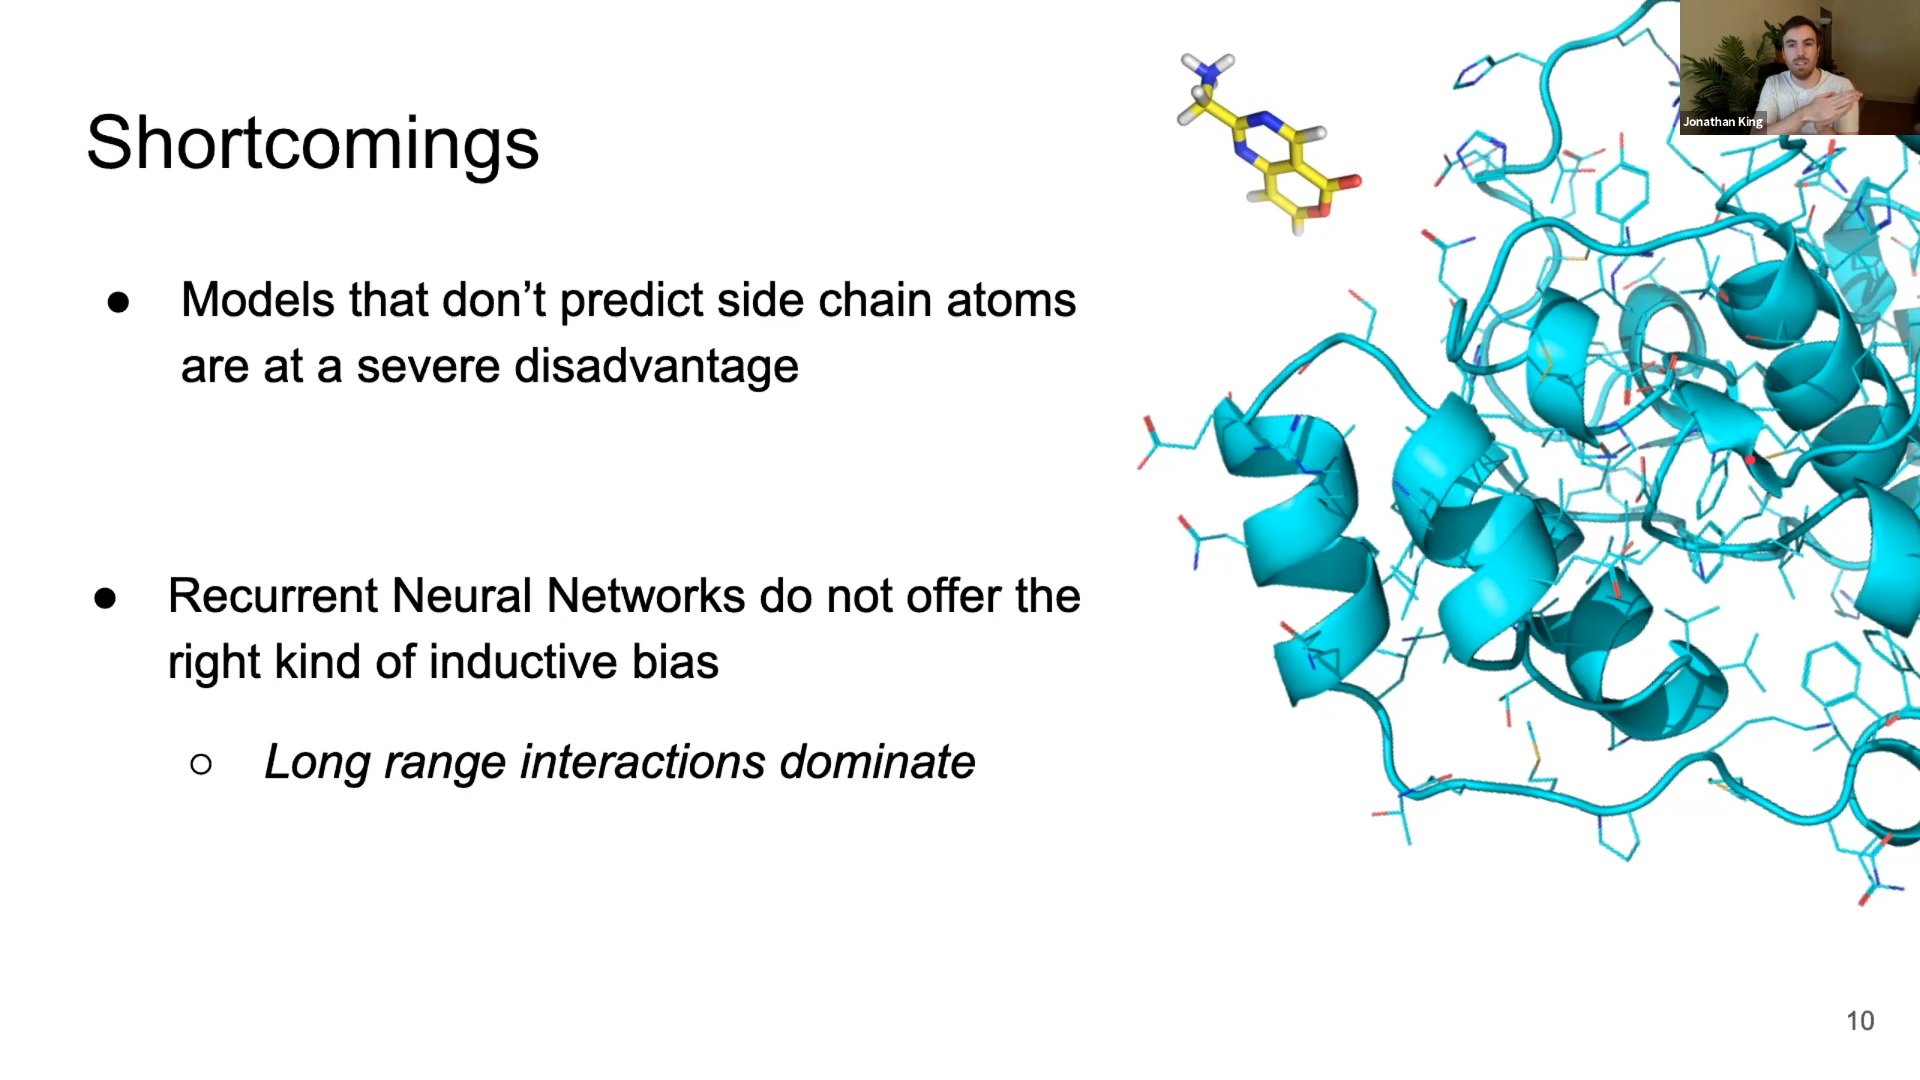 Jonathan King
Shortcomings
● Models that don’t predict side chain atoms
are at a severe disadvantage
● Recurrent Neural Networks do not offer the
right kind of inductive bias
○ Long range interactions dominate
10